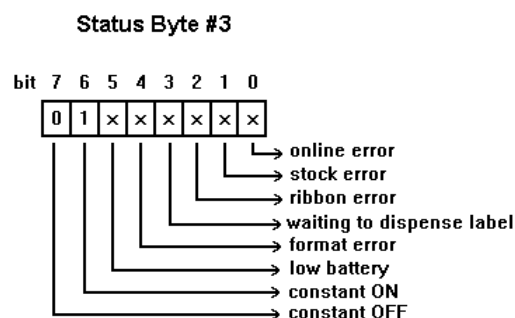 Status Byte #3
bit 7 6 5 4 3 2 1 0
0 1 x x x x x x
online error
stock error
ribbon error
waiting to dispense label
format error
low battery
constant ON
constant OFF